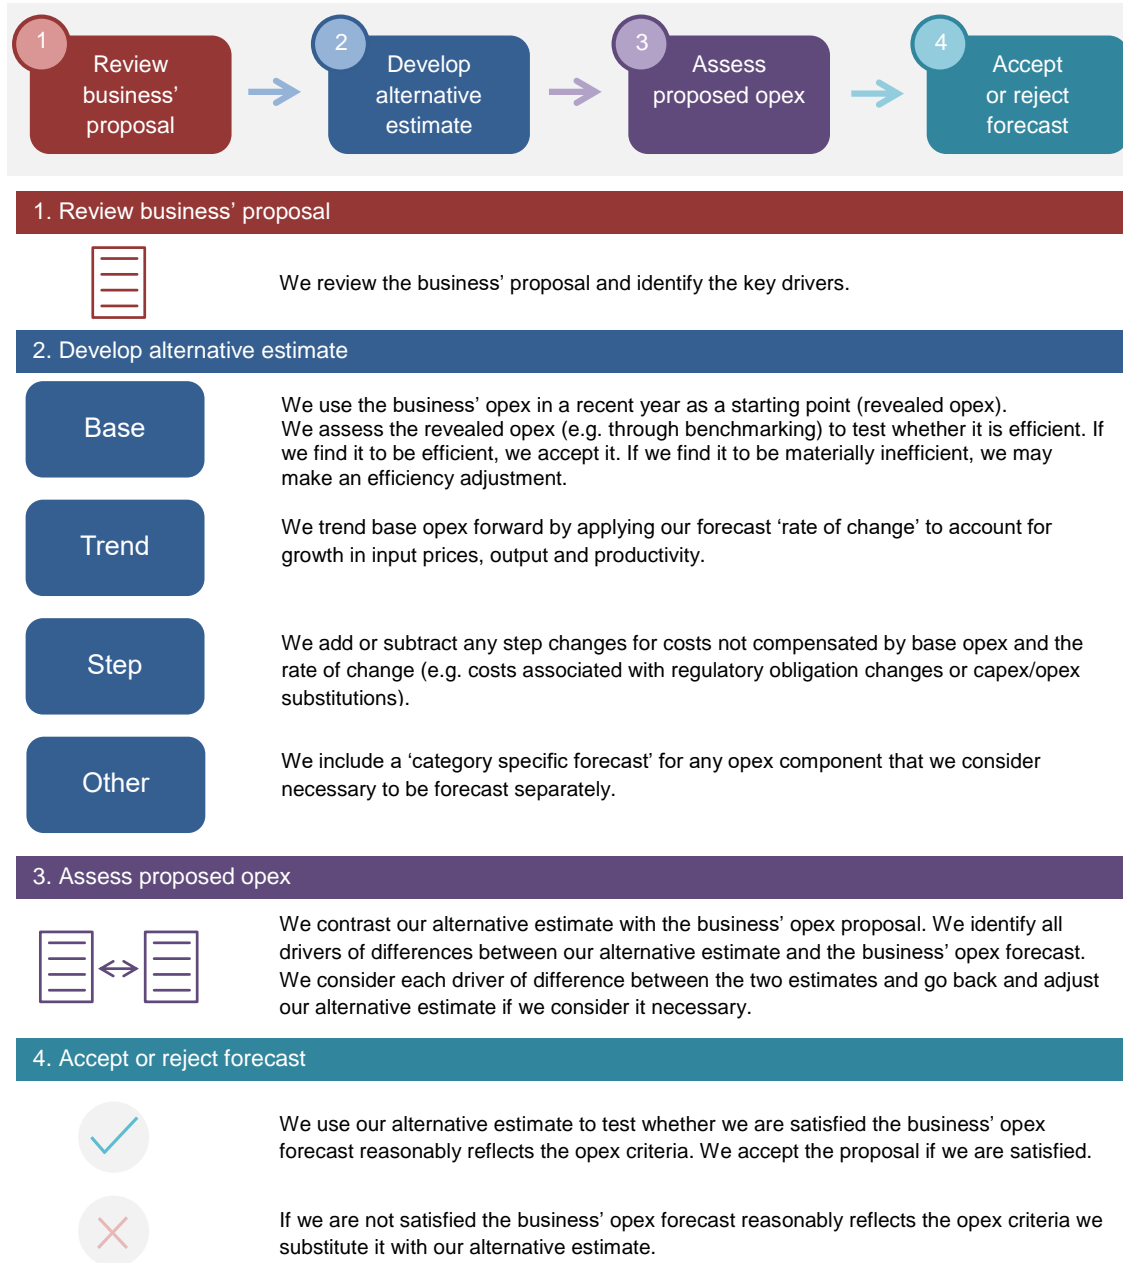 1
Review
business’
proposal
2
Develop
alternative
estimate
3
Assess
proposed opex
4
Accept
or reject
forecast
1. Review business’ proposal
We review the business’ proposal and identify the key drivers.
2. Develop alternative estimate
Base
We use the business’ opex in a recent year as a starting point (revealed opex).
We assess the revealed opex (e.g. through benchmarking) to test whether it is efficient. If
we find it to be efficient, we accept it. If we find it to be materially inefficient, we may
make an efficiency adjustment.
Trend
We trend base opex forward by applying our forecast ‘rate of change’ to account for
growth in input prices, output and productivity.
Step
We add or subtract any step changes for costs not compensated by base opex and the
rate of change (e.g. costs associated with regulatory obligation changes or capex/opex
substitutions).
Other
We include a ‘category specific forecast’ for any opex component that we consider
necessary to be forecast separately.
3. Assess proposed opex
We contrast our alternative estimate with the business’ opex proposal. We identify all
drivers of differences between our alternative estimate and the business’ opex forecast.
We consider each driver of difference between the two estimates and go back and adjust
our alternative estimate if we consider it necessary.
4. Accept or reject forecast
We use our alternative estimate to test whether we are satisfied the business’ opex
forecast reasonably reflects the opex criteria. We accept the proposal if we are satisfied.
If we are not satisfied the business’ opex forecast reasonably reflects the opex criteria we
substitute it with our alternative estimate.